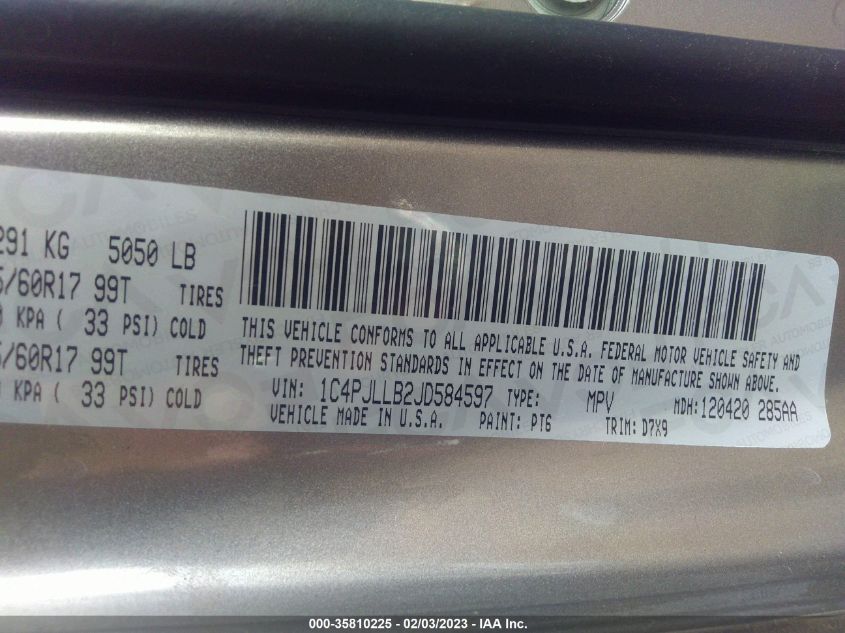 291 KG 5050 LB
/60R17 99T TIRES
KPA ( 33 PSI) COLD
/60R17 99T TIRES
KPA ( 33 PSI) COLD
THIS VEHICLE CONFORMS TO ALL APPLICABLE U.S.A. FEDERAL MOTOR VEHICLE SAFETY AND
THEFT PREVENTION STANDARDS IN EFFECT ON THE DATE OF MANUFACTURE SHOWN ABOVE.
VIN: 1C4PJLLB2JD584597 TYPE: MPV MDH:120420 285AA
VEHICLE MADE IN U.S.A. PAINT: PT6 TRIM: D7X9
000-35810225 - 02/03/2023 - IAA Inc.